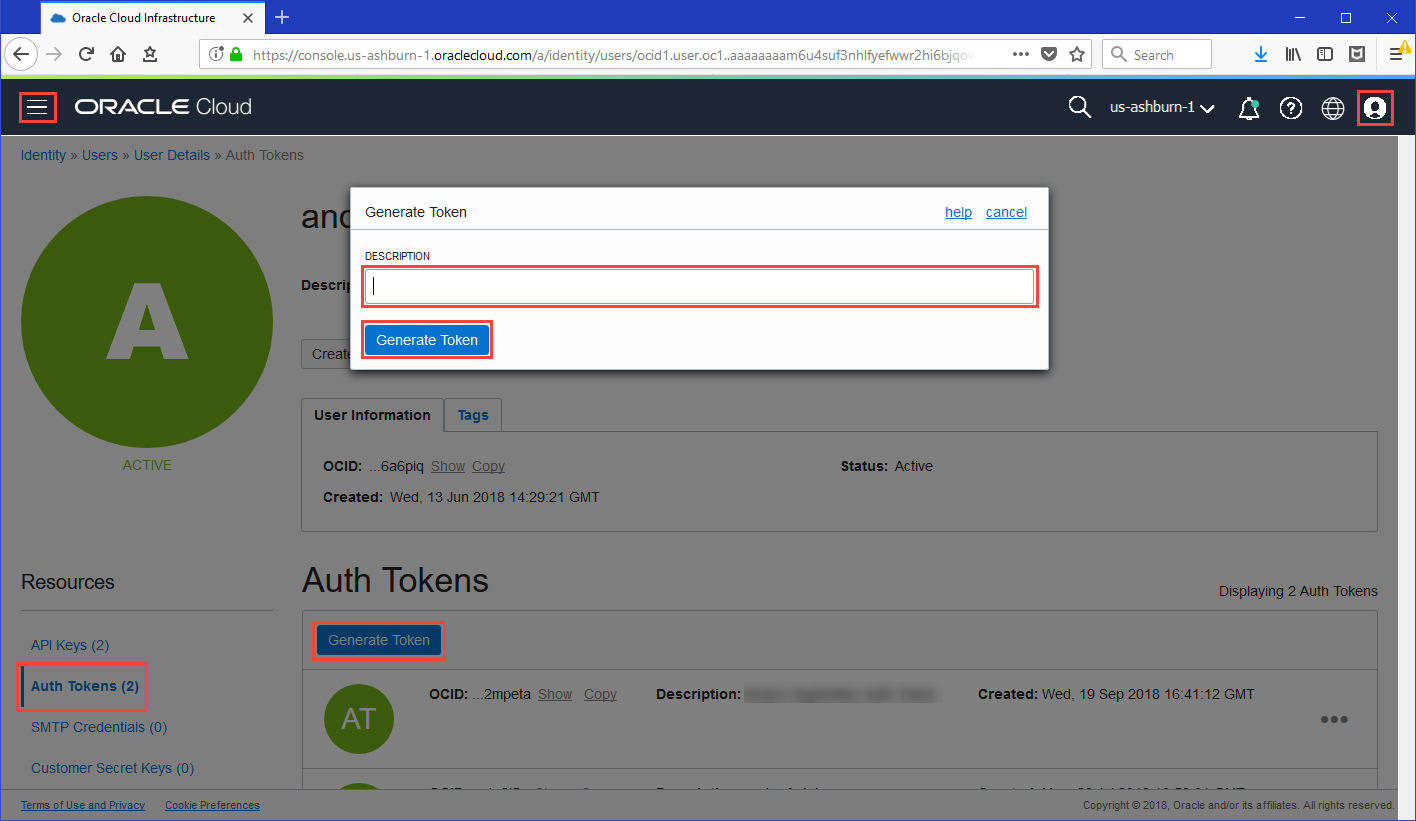 Oracle Cloud Infrastructure
https://console.us-ashburn-1.oraclecloud.com/a/identity/users/ocid1.user.oc1..aaaaaaaam6u4suf3nhlfyefwwr2hi6bjqow
Search
ORACLE Cloud
us-ashburn-1
Identity » Users » User Details » Auth Tokens
A
ACTIVE
Generate Token
help cancel
DESCRIPTION
Generate Token
User Information Tags
OCID: ...6a6piq Show Copy
Status: Active
Created: Wed, 13 Jun 2018 14:29:21 GMT
Resources
API Keys (2)
Auth Tokens (2)
SMTP Credentials (0)
Customer Secret Keys (0)
Auth Tokens
Displaying 2 Auth Tokens
Generate Token
AT
OCID: ...2mpeta Show Copy
Description:
Created: Wed, 19 Sep 2018 16:41:12 GMT
Terms of Use and Privacy Cookie Preferences
Copyright © 2018, Oracle and/or its affiliates. All rights reserved.